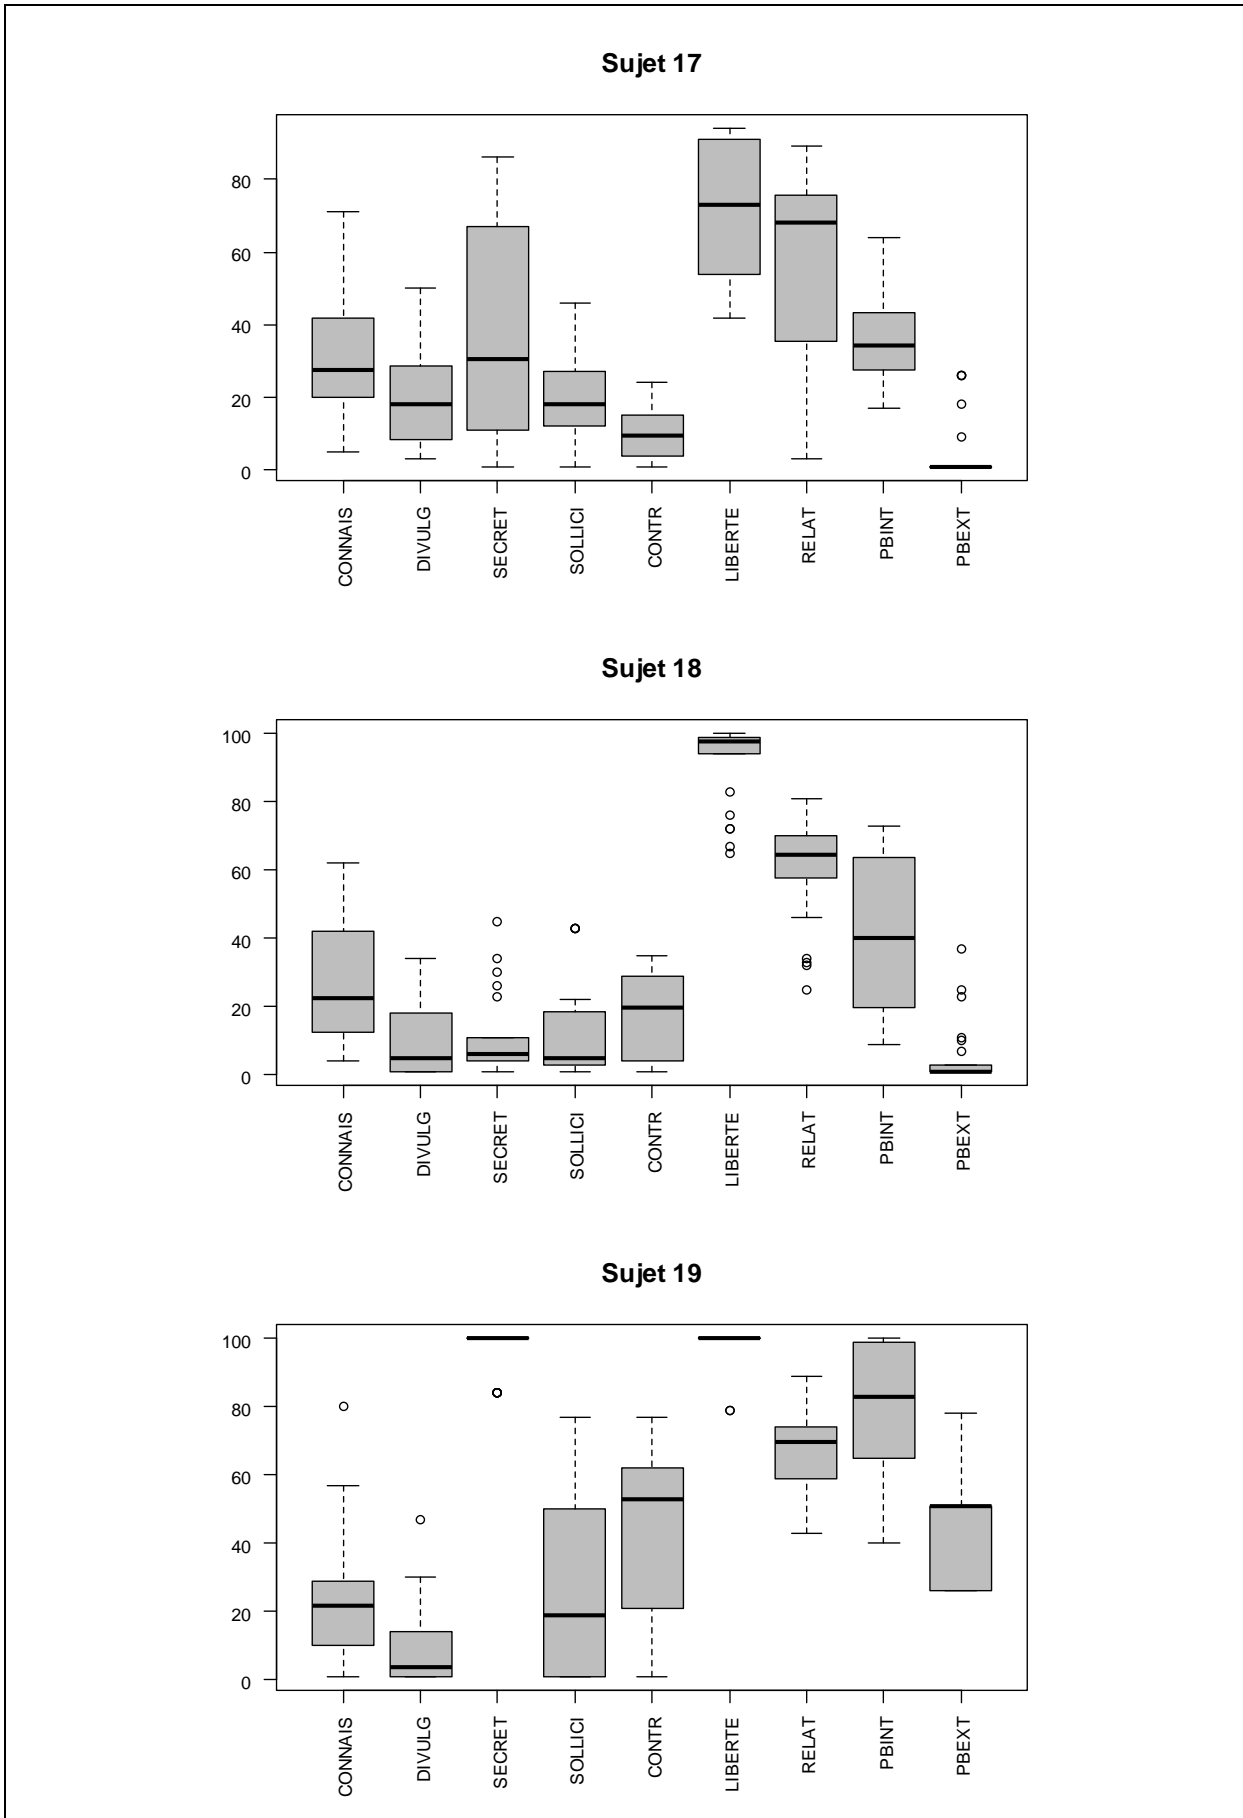 Sujet 17
80
60
40
20
0
CONNAIS
DIVULG
SECRET
SOLLICI
CONTR
LIBERTE
RELAT
PBINT
PBEXT
Sujet 18
100
80
60
40
20
0
CONNAIS
DIVULG
SECRET
SOLLICI
CONTR
LIBERTE
RELAT
PBINT
PBEXT
Sujet 19
100
80
60
40
20
0
CONNAIS
DIVULG
SECRET
SOLLICI
CONTR
LIBERTE
RELAT
PBINT
PBEXT